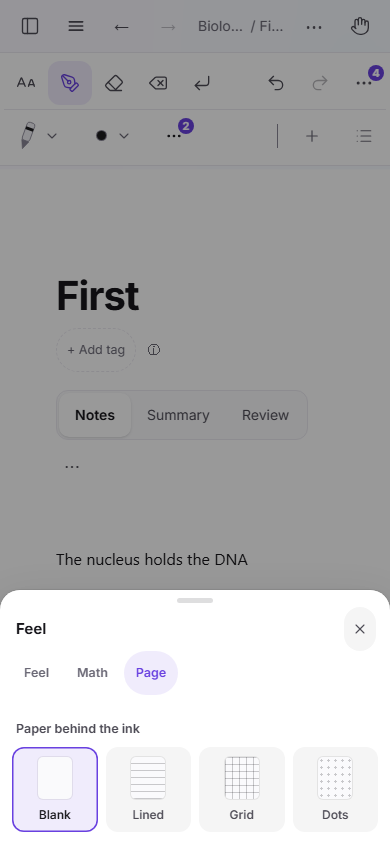 Biolo... / Fi... ...
AA ... 4
... 2
First
+ Add tag
Notes Summary Review
...
The nucleus holds the DNA
Feel
Feel Math Page
Paper behind the ink
Blank Lined Grid Dots